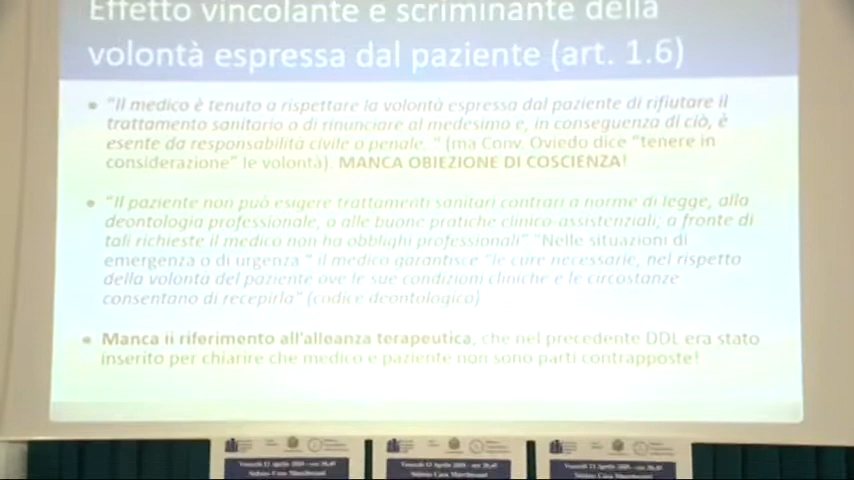 Effetto vincolante e scriminante della
volontà espressa dal paziente (art. 1.6)
• "Il medico è tenuto a rispettare la volontà espressa dal paziente di rifiutare il
trattamento sanitario o di rinunciare al medesimo e, in conseguenza di ciò, è
esente da responsabilità civile o penale. " (ma Conv. Oviedo dice "tenere in
considerazione" le volontà). MANCA OBIEZIONE DI COSCIENZA!
• "Il paziente non può esigere trattamenti sanitari contrari a norme di legge, alla
deontologia professionale, o alle buone pratiche clinico-assistenziali; a fronte di
tali richieste il medico non ha obblighi professionali" "Nelle situazioni di
emergenza o di urgenza " il medico garantisce "le cure necessarie, nel rispetto
della volontà del paziente ove le sue condizioni cliniche e le circostanze
consentano di recepirla" (codice deontologico)
• Manca il riferimento all'alleanza terapeutica, che nel precedente DDL era stato
inserito per chiarire che medico e paziente non sono parti contrapposte!